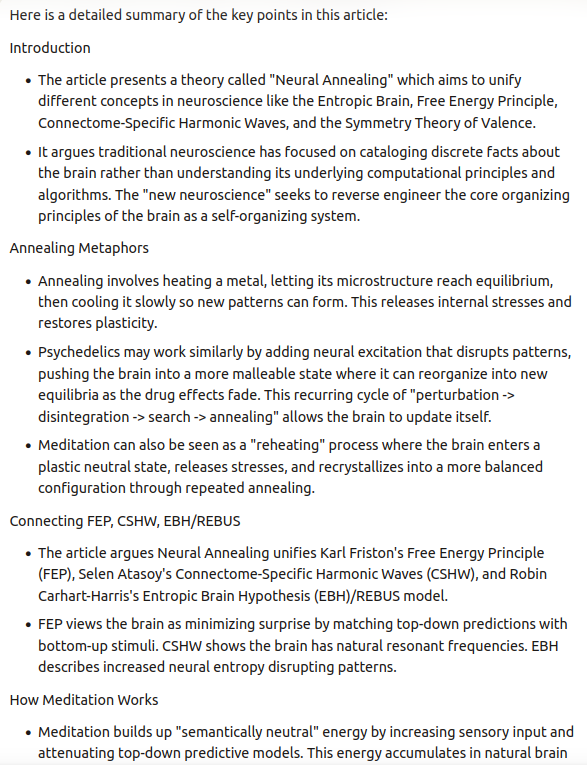 Here is a detailed summary of the key points in this article:
Introduction
• The article presents a theory called "Neural Annealing" which aims to unify
different concepts in neuroscience like the Entropic Brain, Free Energy Principle,
Connectome-Specific Harmonic Waves, and the Symmetry Theory of Valence.
• It argues traditional neuroscience has focused on cataloging discrete facts about
the brain rather than understanding its underlying computational principles and
algorithms. The "new neuroscience" seeks to reverse engineer the core organizing
principles of the brain as a self-organizing system.
Annealing Metaphors
• Annealing involves heating a metal, letting its microstructure reach equilibrium,
then cooling it slowly so new patterns can form. This releases internal stresses and
restores plasticity.
• Psychedelics may work similarly by adding neural excitation that disrupts patterns,
pushing the brain into a more malleable state where it can reorganize into new
equilibria as the drug effects fade. This recurring cycle of "perturbation ->
disintegration -> search -> annealing" allows the brain to update itself.
• Meditation can also be seen as a "reheating" process where the brain enters a
plastic neutral state, releases stresses, and recrystallizes into a more balanced
configuration through repeated annealing.
Connecting FEP, CSHW, EBH/REBUS
• The article argues Neural Annealing unifies Karl Friston's Free Energy Principle
(FEP), Selen Atasoy's Connectome-Specific Harmonic Waves (CSHW), and Robin
Carhart-Harris's Entropic Brain Hypothesis (EBH)/REBUS model.
• FEP views the brain as minimizing surprise by matching top-down predictions with
bottom-up stimuli. CSHW shows the brain has natural resonant frequencies. EBH
describes increased neural entropy disrupting patterns.
How Meditation Works
• Meditation builds up "semantically neutral" energy by increasing sensory input and
attenuating top-down predictive models. This energy accumulates in natural brain